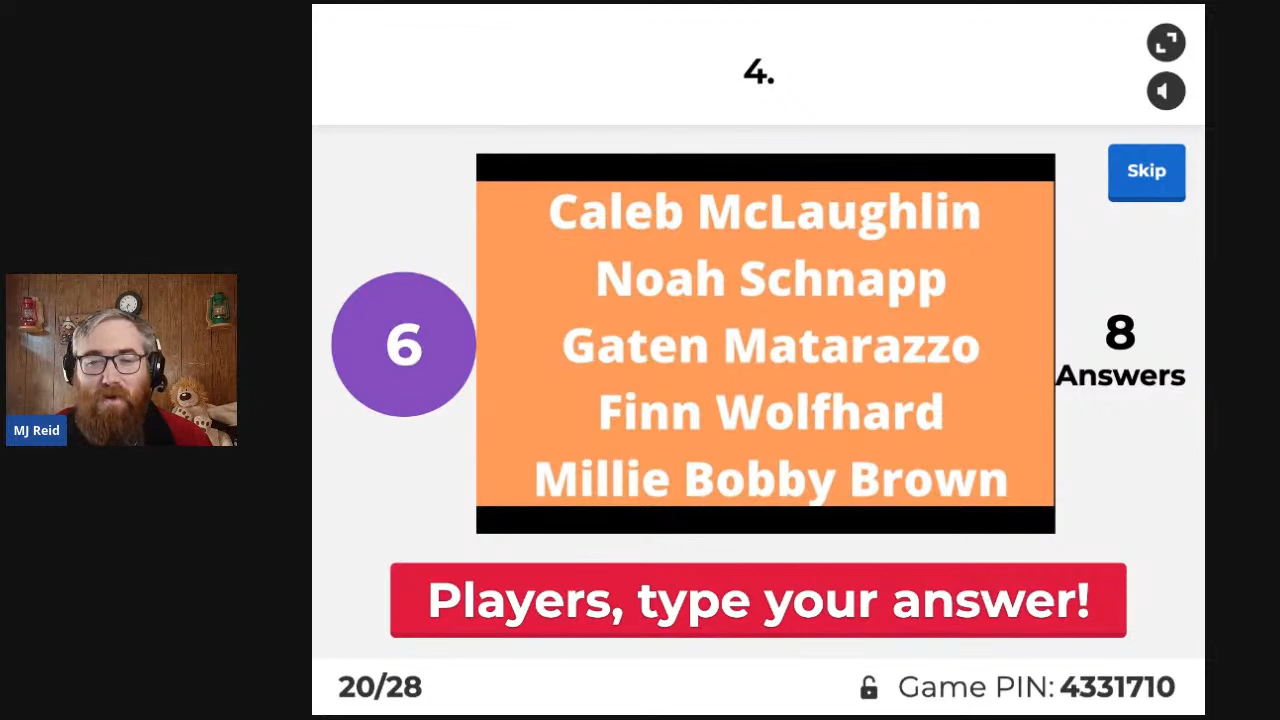 4.
Skip
Caleb McLaughlin
Noah Schnapp
Gaten Matarazzo
Finn Wolfhard
Millie Bobby Brown
6
8
Answers
MJ Reid
Players, type your answer!
20/28
Game PIN: 4331710